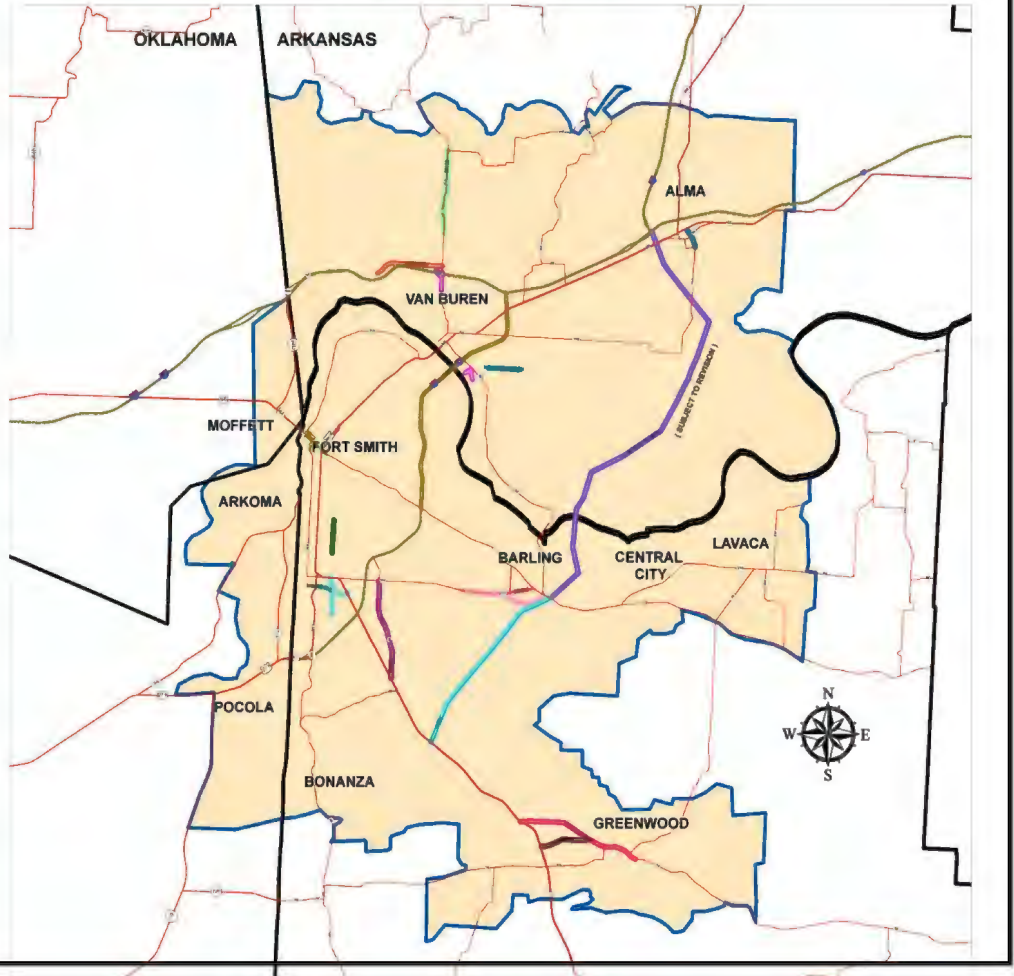 OKLAHOMA ARKANSAS
ALMA
VAN BUREN
( SUBJECT TO REVISION )
MOFFETT
FORT SMITH
ARKOMA
BARLING
CENTRAL
CITY
LAVACA
N
W E
S
POCOLA
BONANZA
GREENWOOD